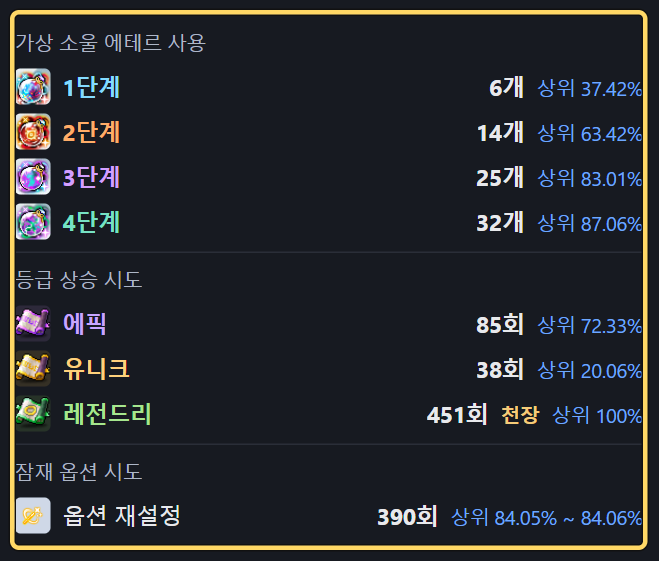 가상 소울 에테르 사용
1단계 6개 상위 37.42%
2단계 14개 상위 63.42%
3단계 25개 상위 83.01%
4단계 32개 상위 87.06%
등급 상승 시도
에픽 85회 상위 72.33%
유니크 38회 상위 20.06%
레전드리 451회 천장 상위 100%
잠재 옵션 시도
옵션 재설정 390회 상위 84.05% ~ 84.06%